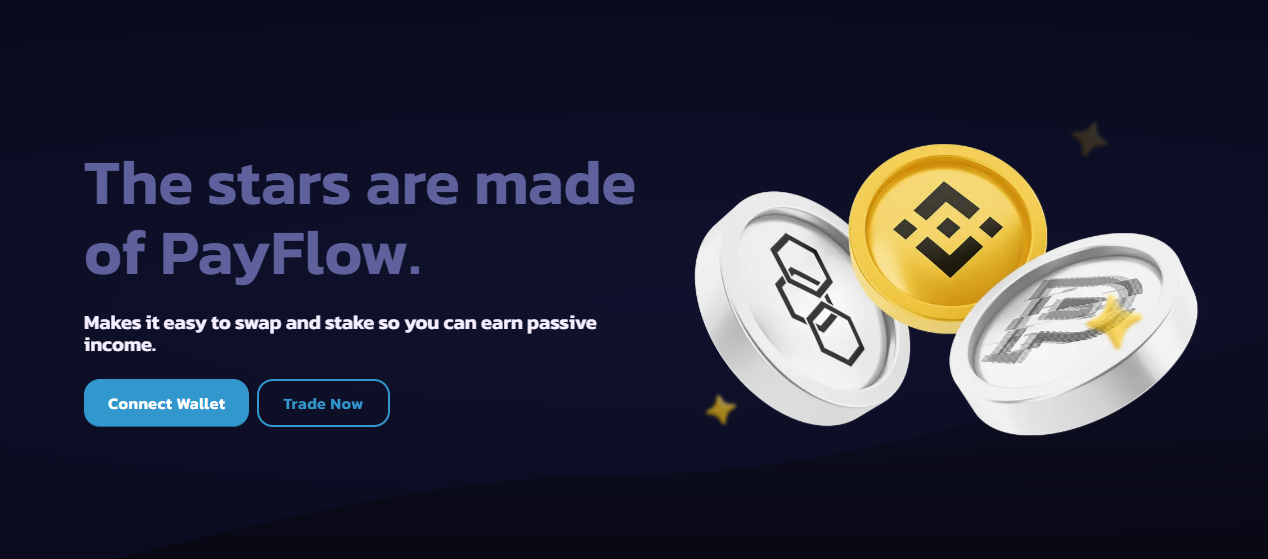 The stars are made
of PayFlow.
Makes it easy to swap and stake so you can earn passive
income.
Connect Wallet
Trade Now
P